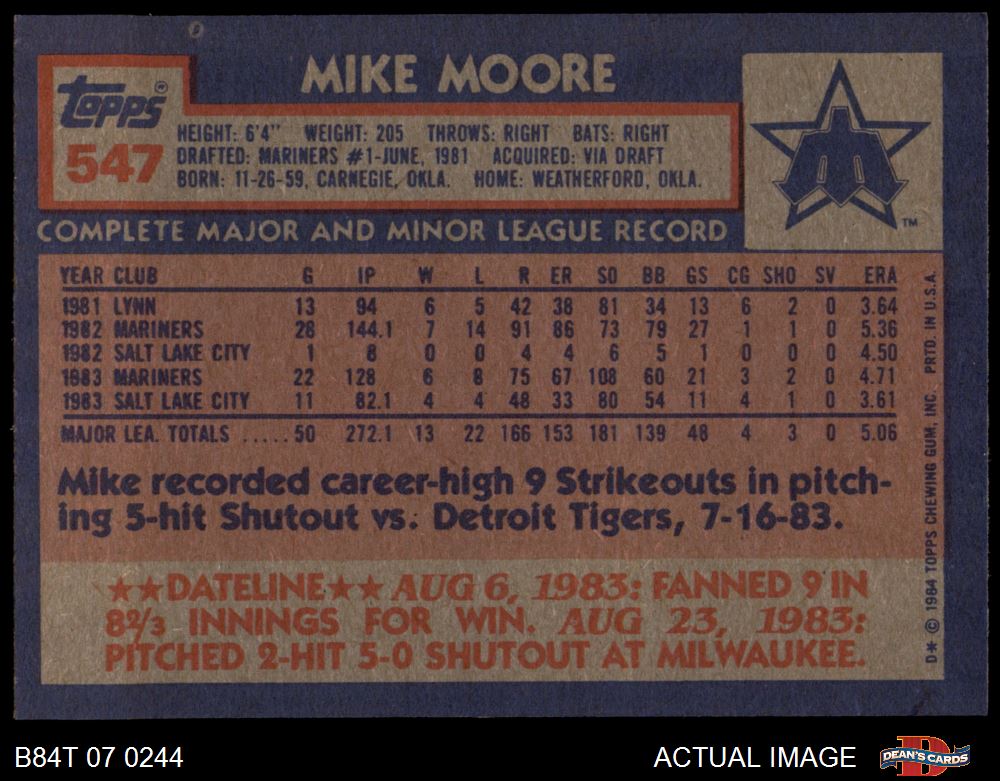 MIKE MOORE
TOPPS®
547
HEIGHT: 6'4" WEIGHT: 205 THROWS: RIGHT BATS: RIGHT
DRAFTED: MARINERS #1-JUNE, 1981 ACQUIRED: VIA DRAFT
BORN: 11-26-59, CARNEGIE, OKLA. HOME: WEATHERFORD, OKLA.
M
TM
COMPLETE MAJOR AND MINOR LEAGUE RECORD
YEAR CLUB G IP W L R ER SO BB GS CG SHO SV ERA
1981 LYNN 13 94 6 5 42 38 81 34 13 6 2 0 3.64
1982 MARINERS 28 144.1 7 14 91 86 73 79 27 1 1 0 5.36
1982 SALT LAKE CITY 1 8 0 0 4 4 6 5 1 0 0 0 4.50
1983 MARINERS 22 128 6 8 75 67 108 60 21 3 2 0 4.71
1983 SALT LAKE CITY 11 82.1 4 4 48 33 80 54 11 4 1 0 3.61
MAJOR LEA. TOTALS .....50 272.1 13 22 166 153 181 139 48 4 3 0 5.06
Mike recorded career-high 9 Strikeouts in pitch-
ing 5-hit Shutout vs. Detroit Tigers, 7-16-83.
★★DATELINE★★ AUG 6, 1983: FANNED 9 IN
8⅔ INNINGS FOR WIN. AUG 23, 1983:
PITCHED 2-HIT 5-0 SHUTOUT AT MILWAUKEE.
D* © 1984 TOPPS CHEWING GUM, INC. PRTD. IN U.S.A.
B84T 07 0244
ACTUAL IMAGE
DEAN'S CARDS